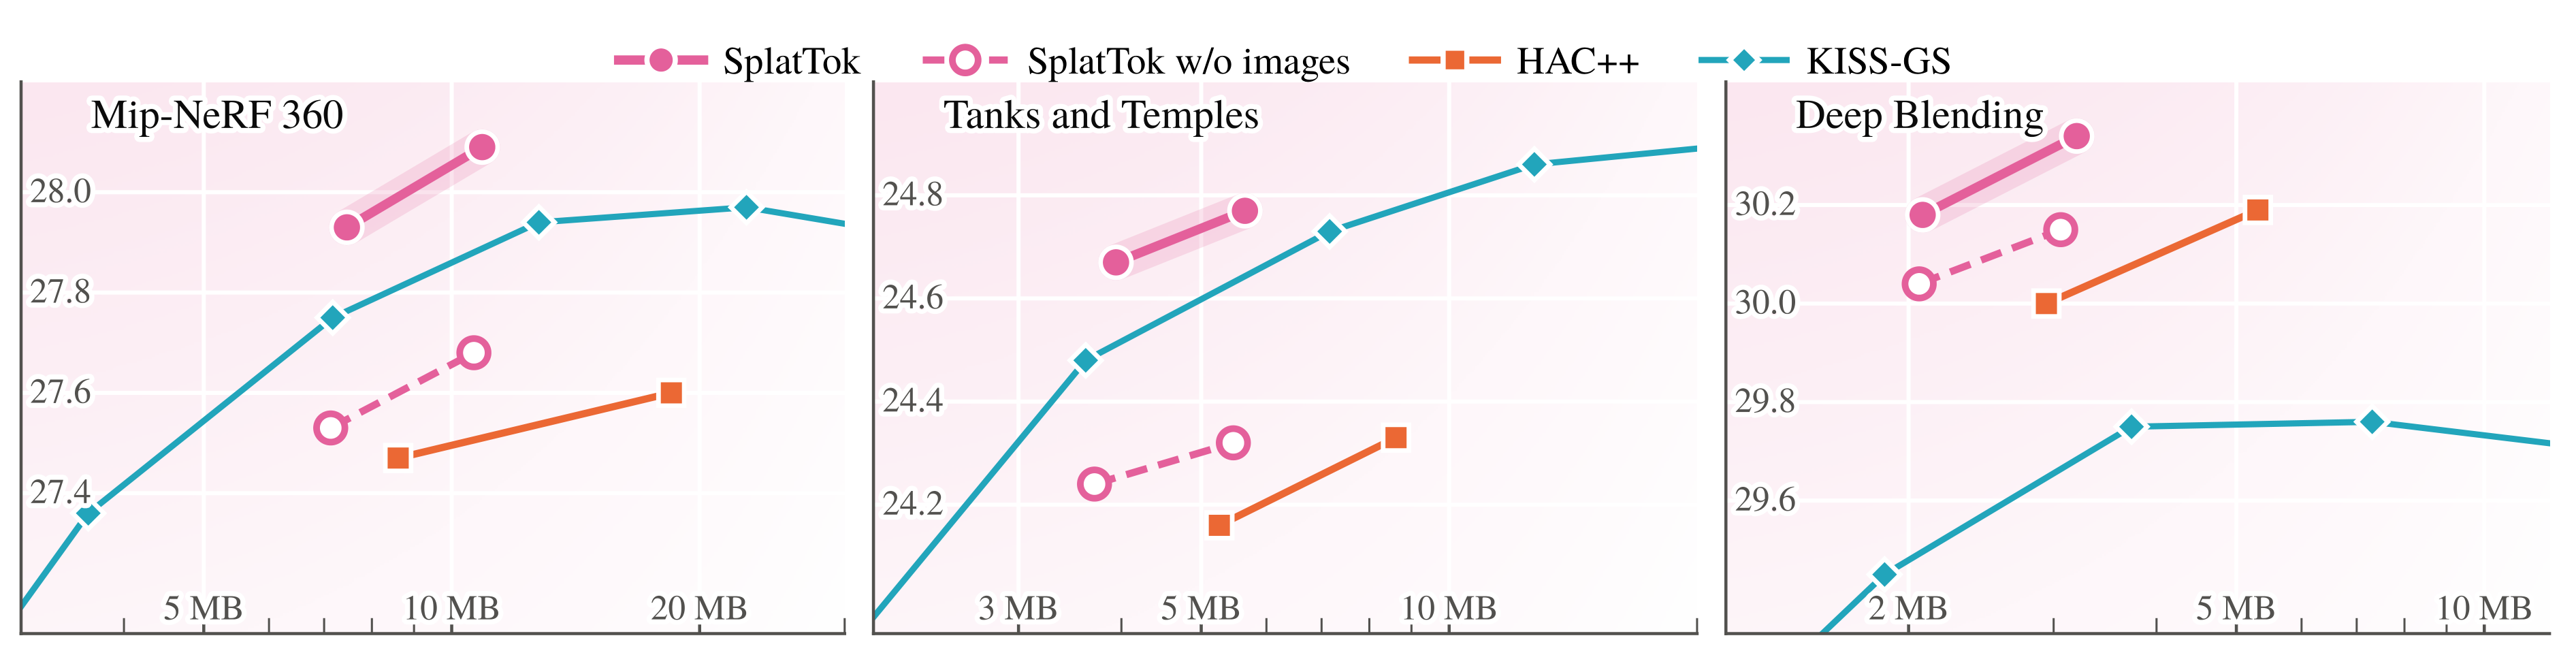 SplatTok SplatTok w/o images HAC++ KISS-GS
Mip-NeRF 360
28.0
27.8
27.6
27.4
5 MB 10 MB 20 MB
Tanks and Temples
24.8
24.6
24.4
24.2
3 MB 5 MB 10 MB
Deep Blending
30.2
30.0
29.8
29.6
2 MB 5 MB 10 MB